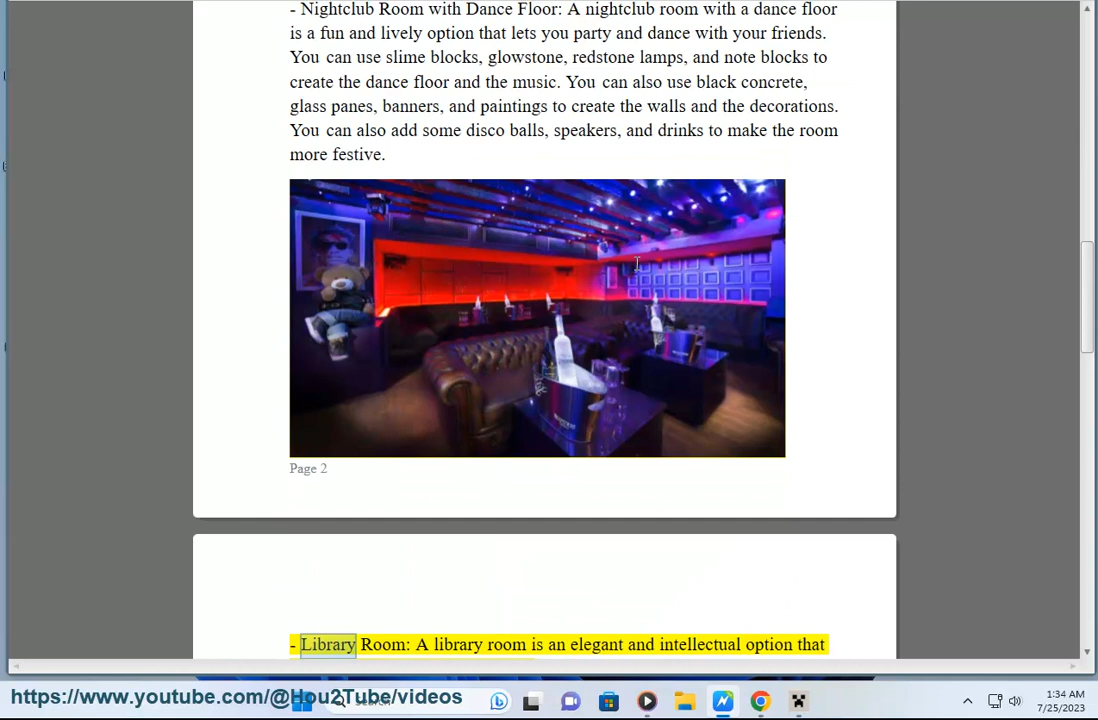 - Nightclub Room with Dance Floor: A nightclub room with a dance floor
is a fun and lively option that lets you party and dance with your friends.
You can use slime blocks, glowstone, redstone lamps, and note blocks to
create the dance floor and the music. You can also use black concrete,
glass panes, banners, and paintings to create the walls and the decorations.
You can also add some disco balls, speakers, and drinks to make the room
more festive.
Page 2
- Library Room: A library room is an elegant and intellectual option that
https://www.youtube.com/@Hou2Tube/videos
1:34 AM
7/25/2023